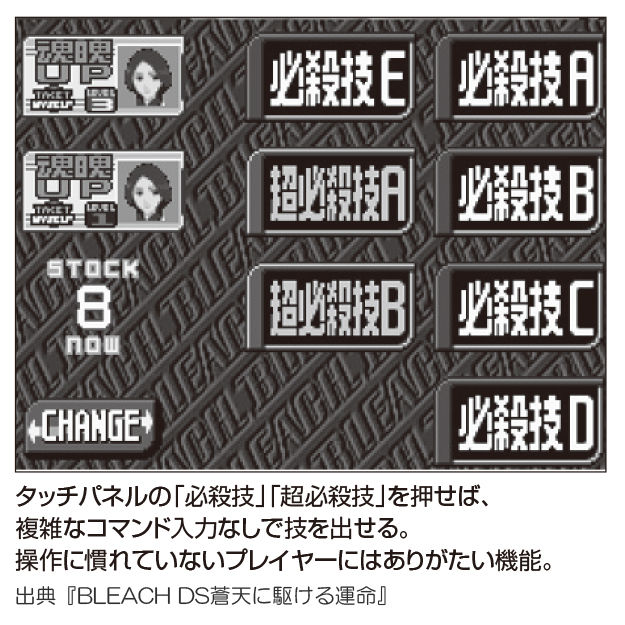 魂魄
UP
TAKET
MYSELF
LEVEL
3
必殺技E
必殺技A
魂魄
UP
TAKET
MYSELF
LEVEL
1
超必殺技A
必殺技B
STOCK
8
NOW
超必殺技B
必殺技C
CHANGE
必殺技D
タッチパネルの「必殺技」「超必殺技」を押せば、
複雑なコマンド入力なしで技を出せる。
操作に慣れていないプレイヤーにはありがたい機能。
出典『BLEACH DS蒼天に駆ける運命』